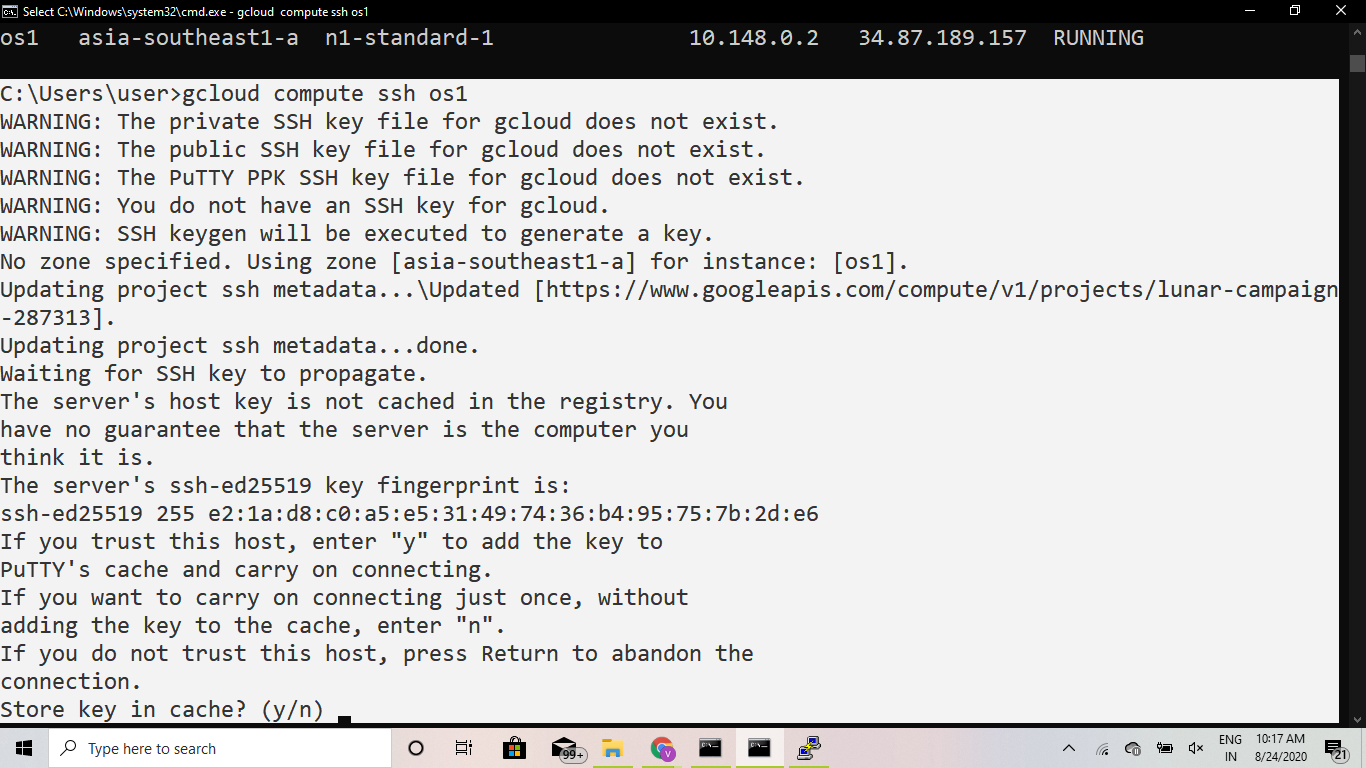 Select C:\Windows\system32\cmd.exe - gcloud  compute ssh os1
os1   asia-southeast1-a  n1-standard-1               10.148.0.2   34.87.189.157  RUNNING
C:\Users\user>gcloud compute ssh os1
WARNING: The private SSH key file for gcloud does not exist.
WARNING: The public SSH key file for gcloud does not exist.
WARNING: The PuTTY PPK SSH key file for gcloud does not exist.
WARNING: You do not have an SSH key for gcloud.
WARNING: SSH keygen will be executed to generate a key.
No zone specified. Using zone [asia-southeast1-a] for instance: [os1].
Updating project ssh metadata...\Updated [https://www.googleapis.com/compute/v1/projects/lunar-campaign
-287313].
Updating project ssh metadata...done.
Waiting for SSH key to propagate.
The server's host key is not cached in the registry. You
have no guarantee that the server is the computer you
think it is.
The server's ssh-ed25519 key fingerprint is:
ssh-ed25519 255 e2:1a:d8:c0:a5:e5:31:49:74:36:b4:95:75:7b:2d:e6
If you trust this host, enter "y" to add the key to
PuTTY's cache and carry on connecting.
If you want to carry on connecting just once, without
adding the key to the cache, enter "n".
If you do not trust this host, press Return to abandon the
connection.
Store key in cache? (y/n)
Type here to search
99+
V
ENG
IN
10:17 AM
8/24/2020
21